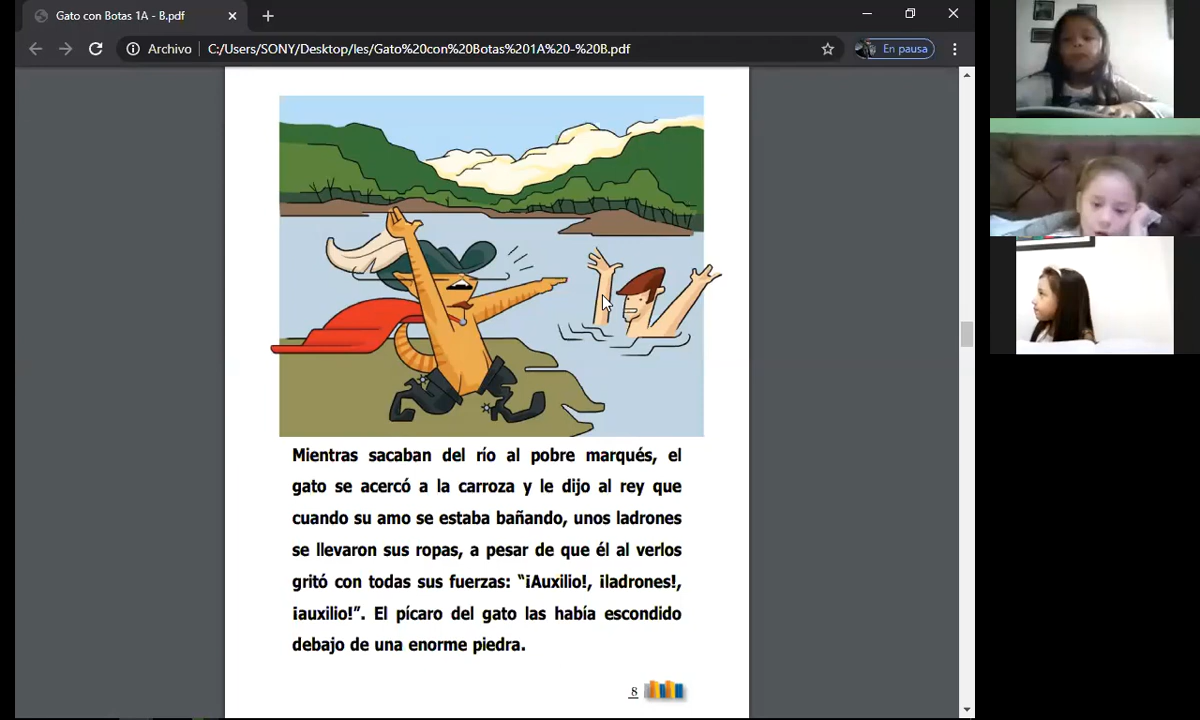 Gato con Botas 1A - B.pdf
Archivo
C:/Users/SONY/Desktop/les/Gato%20con%20Botas%201A%20-%20B.pdf
En pausa
Mientras sacaban del río al pobre marqués, el
gato se acercó a la carroza y le dijo al rey que
cuando su amo se estaba bañando, unos ladrones
se llevaron sus ropas, a pesar de que él al verlos
gritó con todas sus fuerzas: “¡Auxilio!, ¡ladrones!,
¡auxilio!”. El pícaro del gato las había escondido
debajo de una enorme piedra.
8